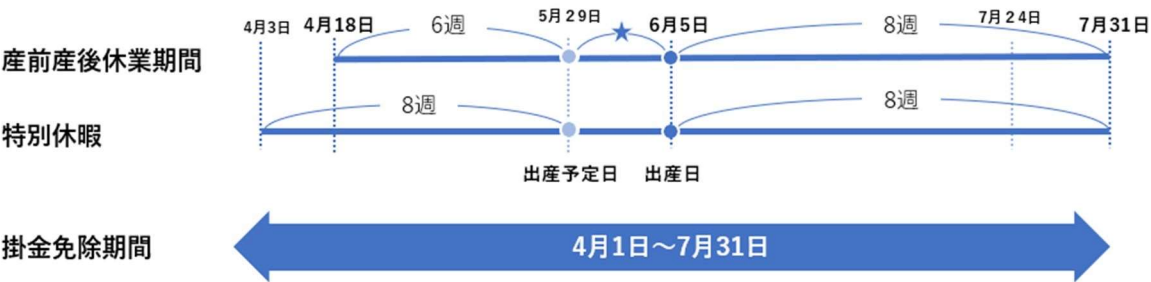 4月3日 4月18日 6週 5月29日 ★ 6月5日 8週 7月24日 7月31日
産前産後休業期間
8週 8週
特別休暇
出産予定日 出産日
掛金免除期間 4月1日~7月31日